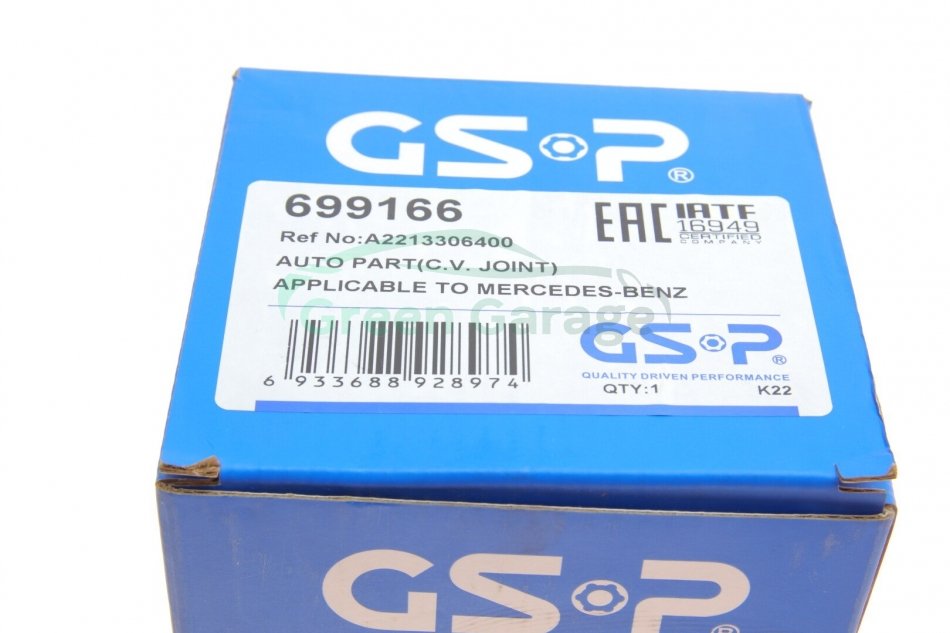 GSP®
699166
Ref No:A2213306400
AUTO PART(C.V. JOINT)
APPLICABLE TO MERCEDES-BENZ
EAC
IATF
16949
CERTIFIED
COMPANY
Green Garage
6 933688 928974
GSP®
QUALITY DRIVEN PERFORMANCE
QTY:1 K22
GSP®